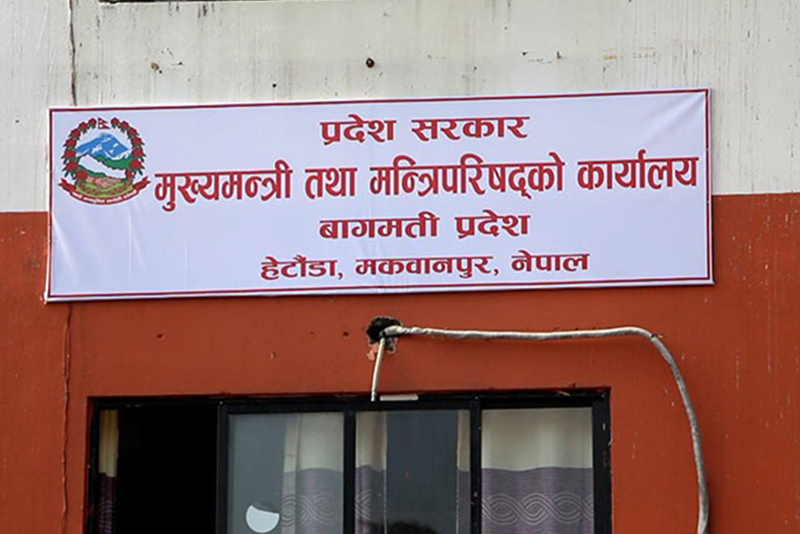 प्रदेश सरकार
मुख्यमन्त्री तथा मन्त्रिपरिषद्को कार्यालय
बागमती प्रदेश
हेटौंडा, मकवानपुर, नेपाल